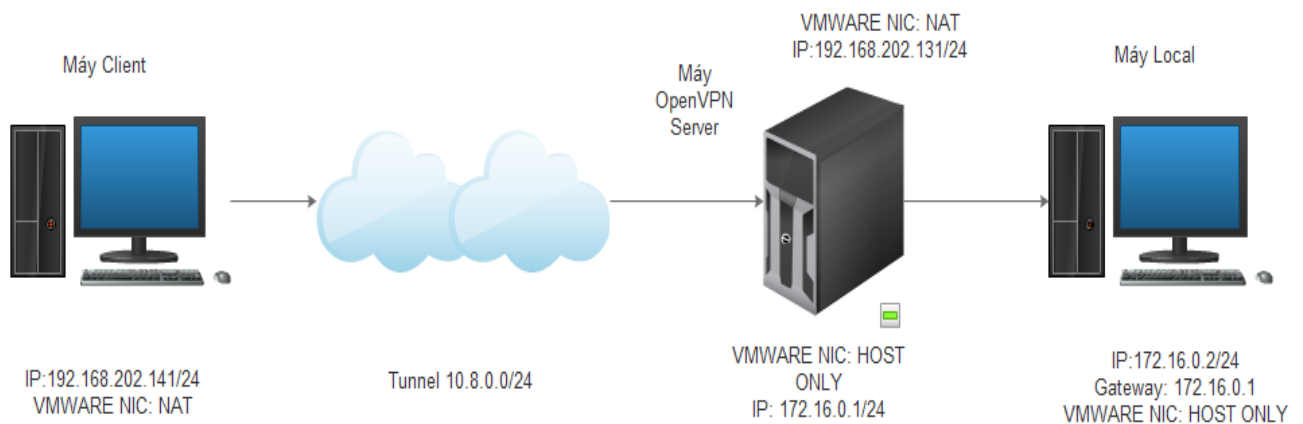 Máy Client
IP:192.168.202.141/24
VMWARE NIC: NAT
Tunnel 10.8.0.0/24
Máy
OpenVPN
Server
VMWARE NIC: NAT
IP:192.168.202.131/24
VMWARE NIC: HOST
ONLY
IP: 172.16.0.1/24
Máy Local
IP:172.16.0.2/24
Gateway: 172.16.0.1
VMWARE NIC: HOST ONLY